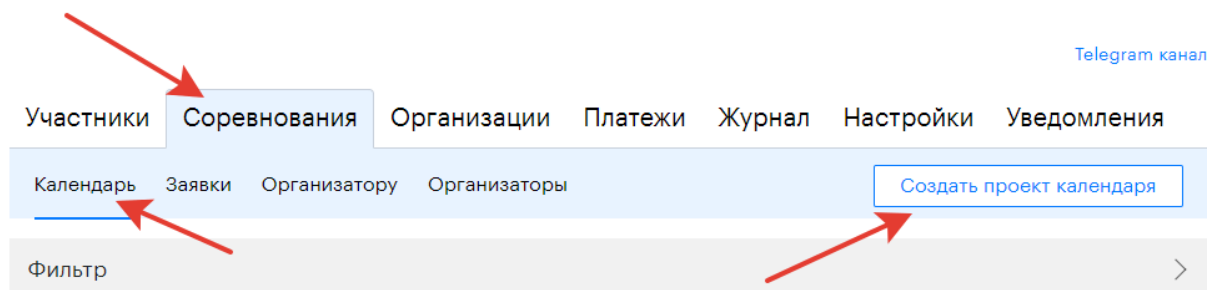 Telegram канал
Участники Соревнования Организации Платежи Журнал Настройки Уведомления
Календарь Заявки Организатору Организаторы Создать проект календаря
Фильтр